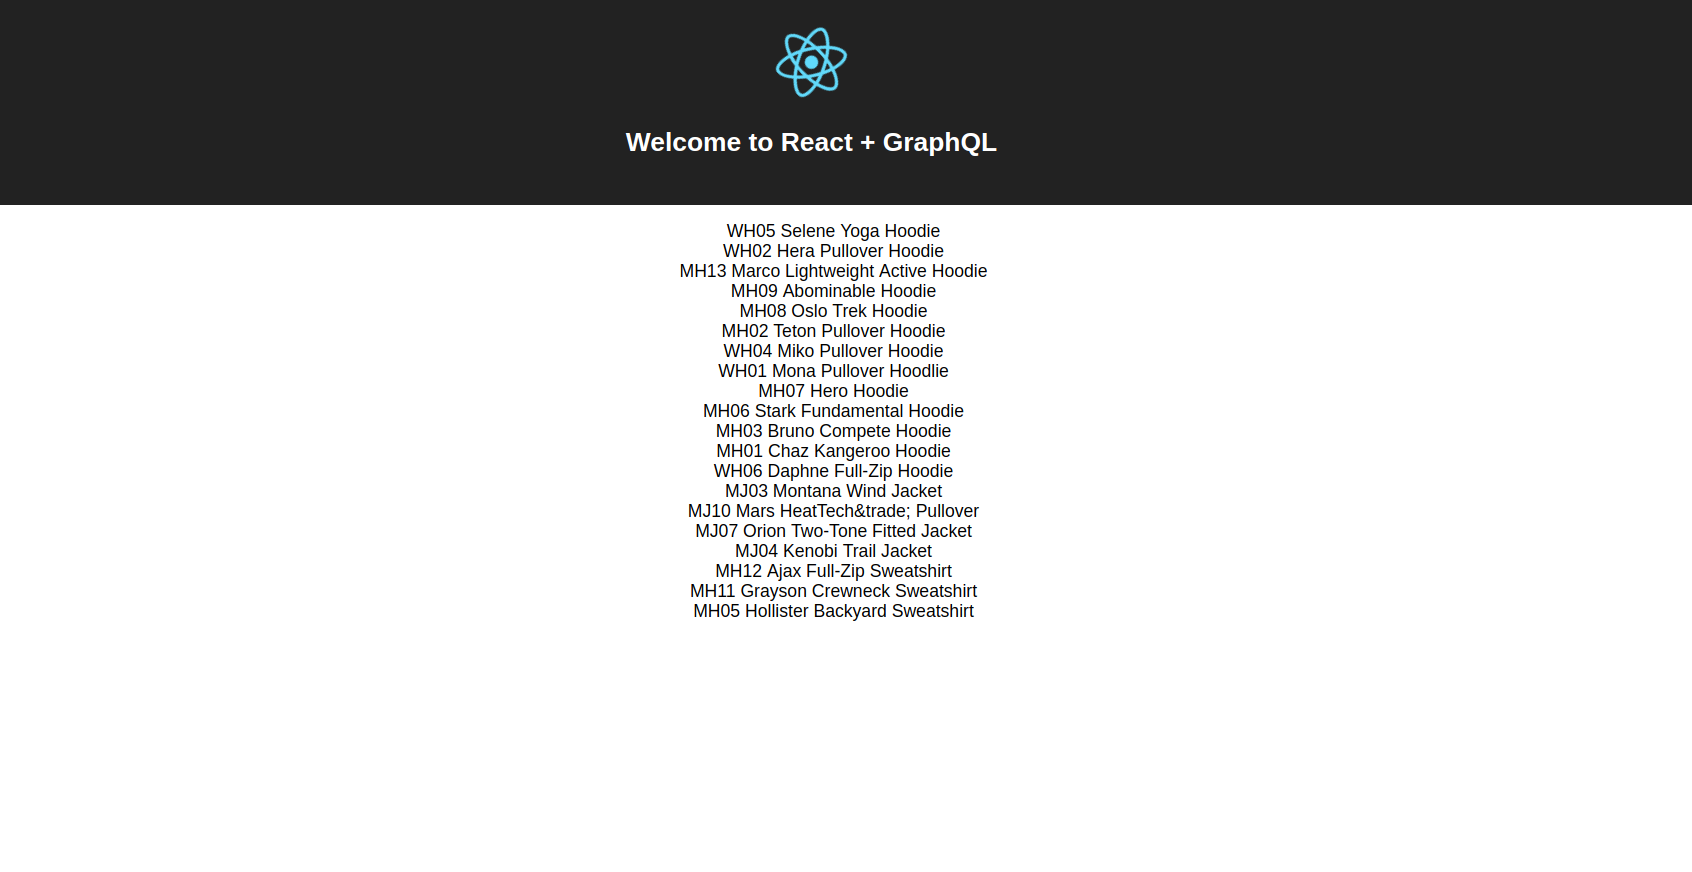 Welcome to React + GraphQL
WH05 Selene Yoga Hoodie
WH02 Hera Pullover Hoodie
MH13 Marco Lightweight Active Hoodie
MH09 Abominable Hoodie
MH08 Oslo Trek Hoodie
MH02 Teton Pullover Hoodie
WH04 Miko Pullover Hoodie
WH01 Mona Pullover Hoodlie
MH07 Hero Hoodie
MH06 Stark Fundamental Hoodie
MH03 Bruno Compete Hoodie
MH01 Chaz Kangeroo Hoodie
WH06 Daphne Full-Zip Hoodie
MJ03 Montana Wind Jacket
MJ10 Mars HeatTech&trade; Pullover
MJ07 Orion Two-Tone Fitted Jacket
MJ04 Kenobi Trail Jacket
MH12 Ajax Full-Zip Sweatshirt
MH11 Grayson Crewneck Sweatshirt
MH05 Hollister Backyard Sweatshirt